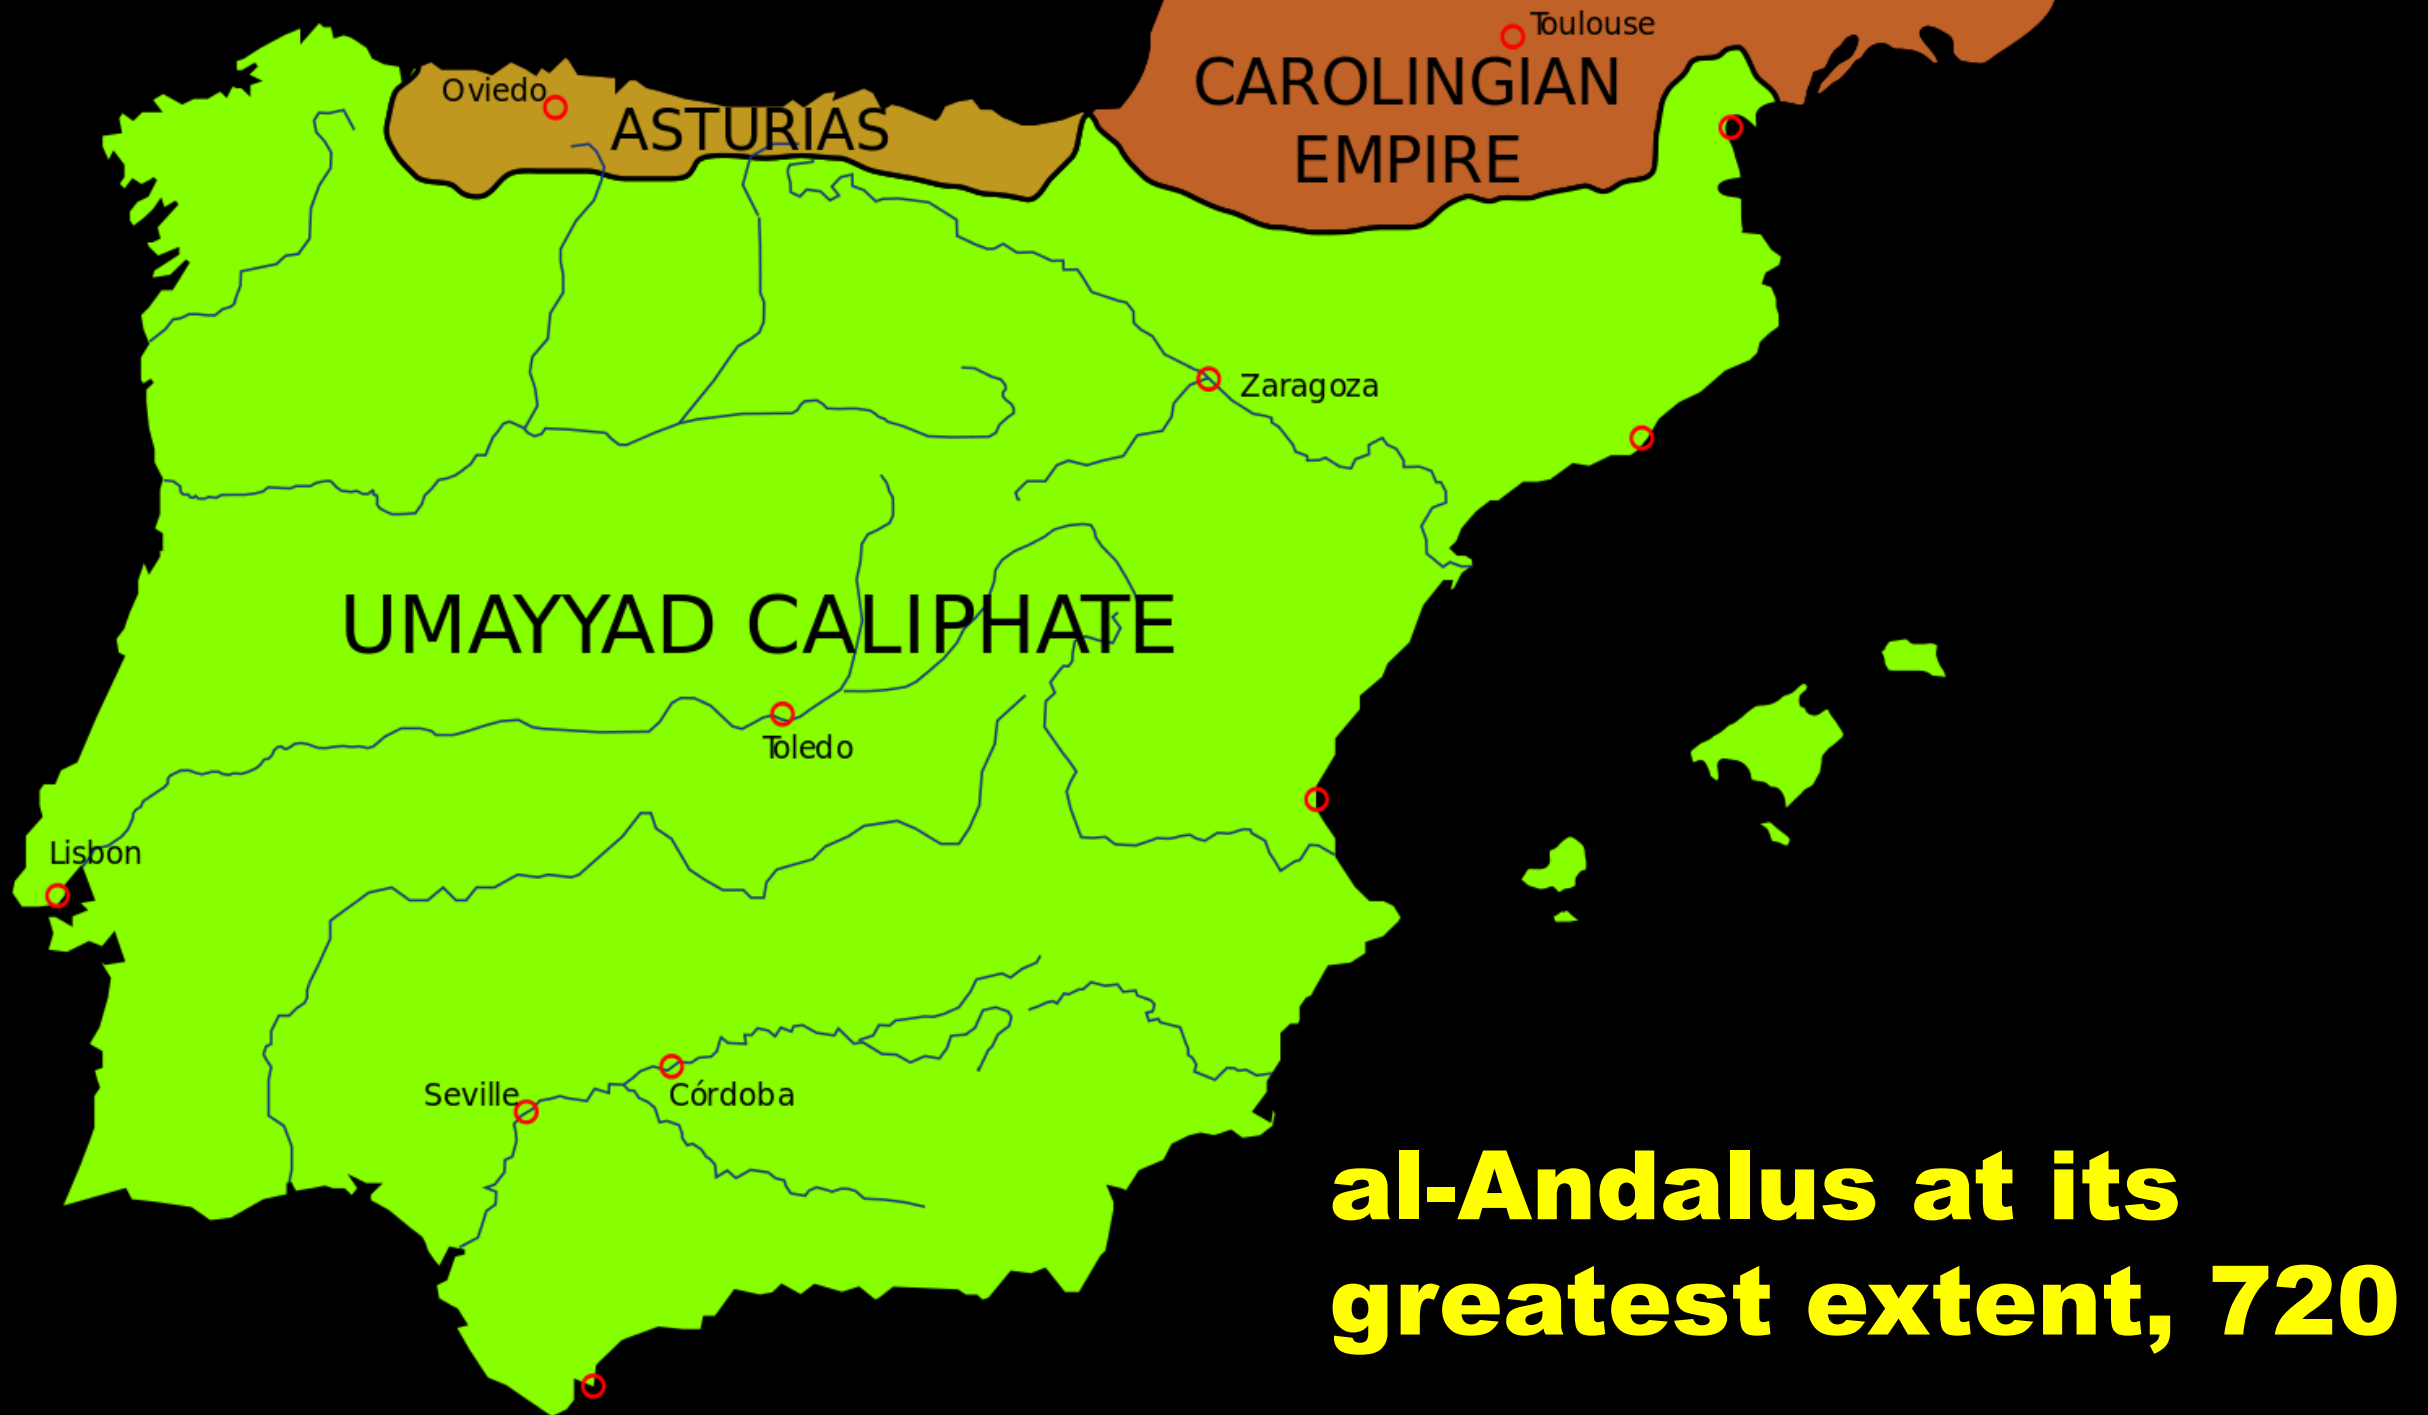 Toulouse
CAROLINGIAN
EMPIRE
Oviedo
ASTURIAS
Zaragoza
UMAYYAD CALIPHATE
Toledo
Lisbon
Seville
Córdoba
al-Andalus at its
greatest extent, 720